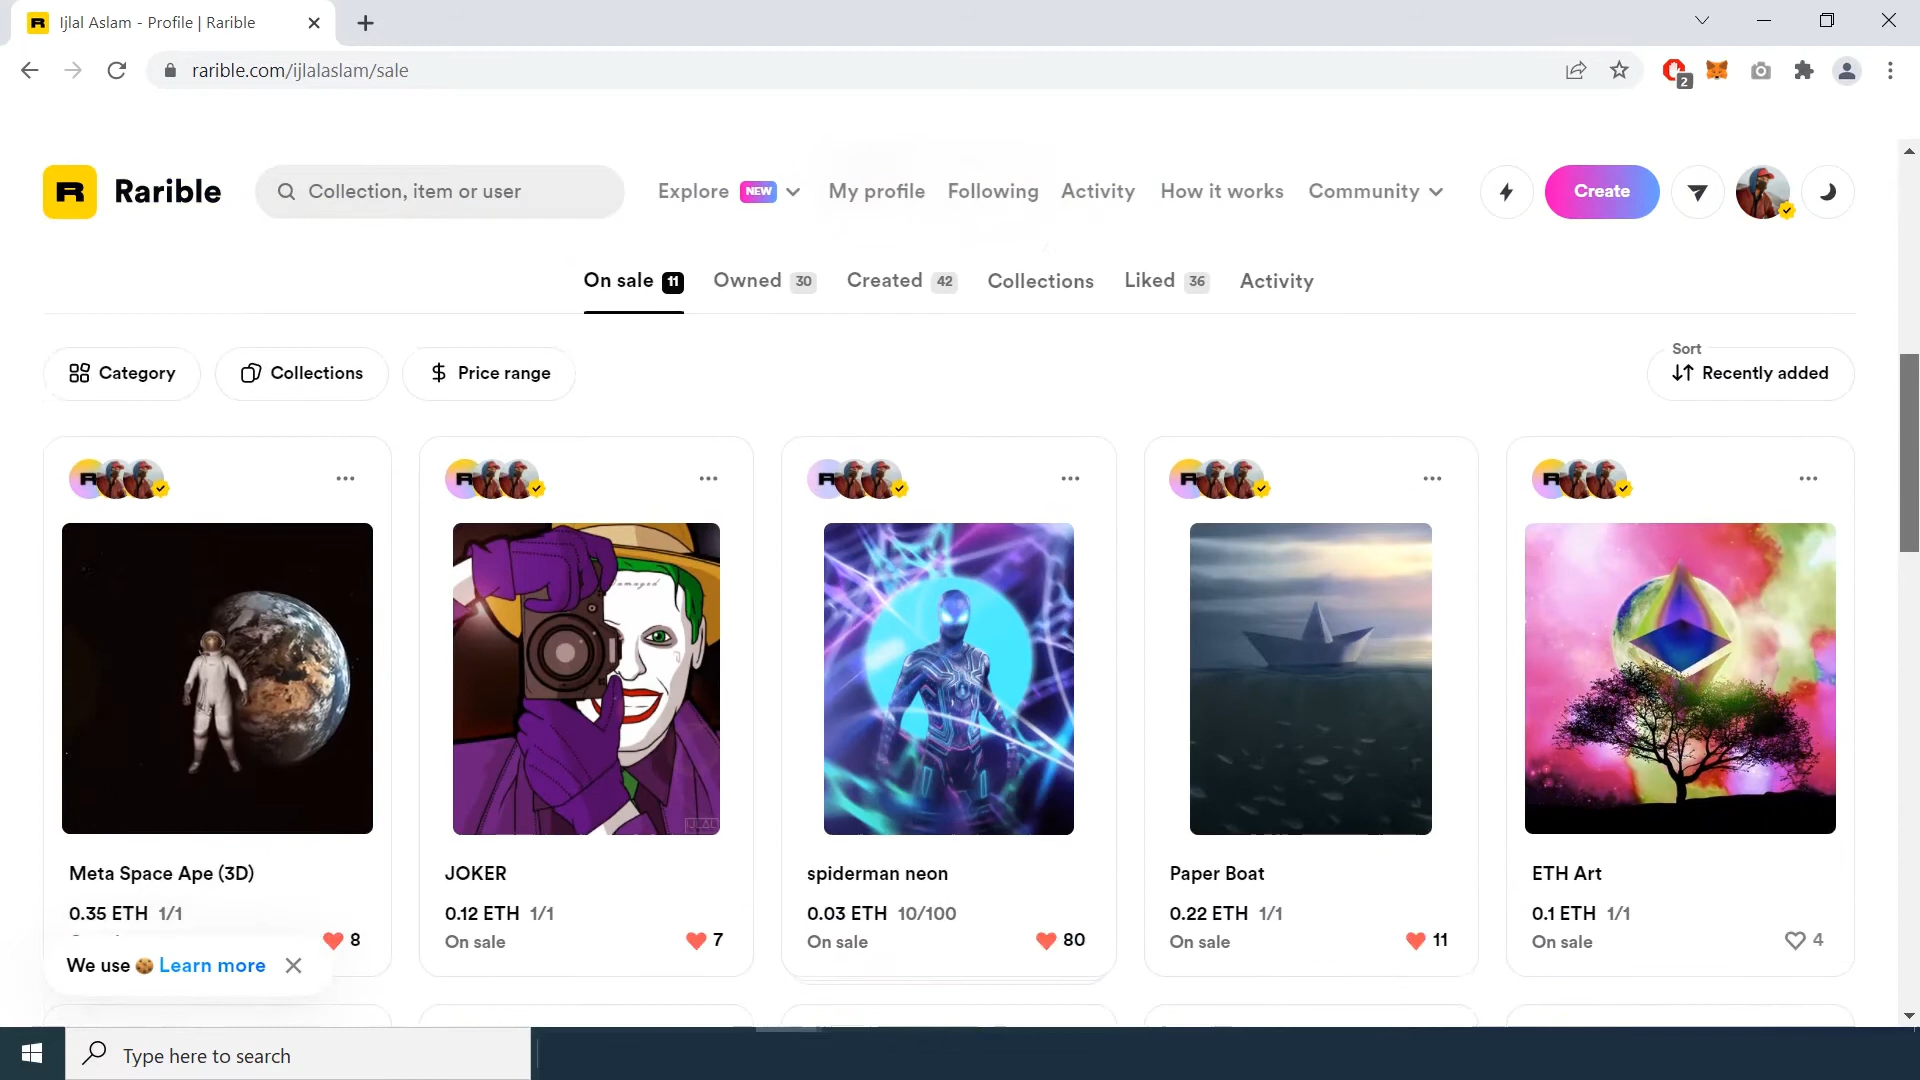 Ijlal Aslam - Profile | Rarible
rarible.com/ijlalaslam/sale
2
R Rarible
Collection, item or user
Explore NEW
My profile
Following
Activity
How it works
Community
Create
On sale 11
Owned 30
Created 42
Collections
Liked 36
Activity
Category
Collections
Price range
Sort
Recently added
Damaged
IJLAL
Meta Space Ape (3D)
0.35 ETH 1/1
8
JOKER
0.12 ETH 1/1
On sale
7
spiderman neon
0.03 ETH 10/100
On sale
80
Paper Boat
0.22 ETH 1/1
On sale
11
ETH Art
0.1 ETH 1/1
On sale
4
We use 🍪 Learn more
Type here to search